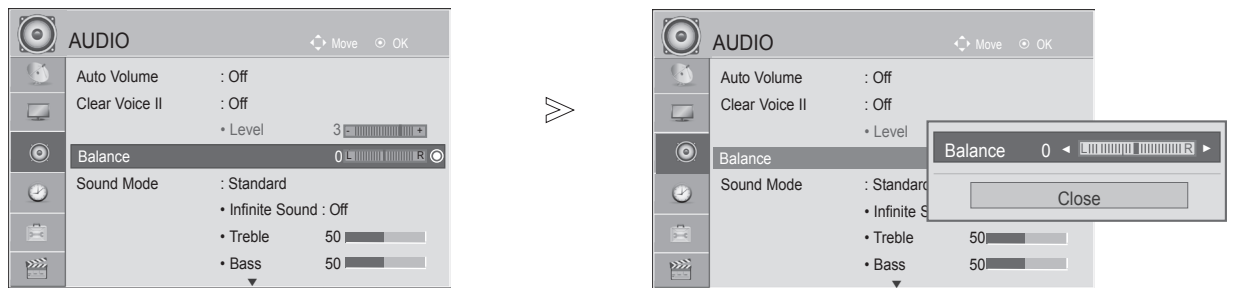 AUDIO Move OK
Auto Volume : Off
Clear Voice II : Off
• Level 3 - +
Balance 0 L R
Sound Mode : Standard
• Infinite Sound : Off
• Treble 50
• Bass 50
AUDIO Move OK
Auto Volume : Off
Clear Voice II : Off
• Level
Balance
Sound Mode : Standard
• Infinite S
• Treble 50
• Bass 50
Balance 0 L R
Close